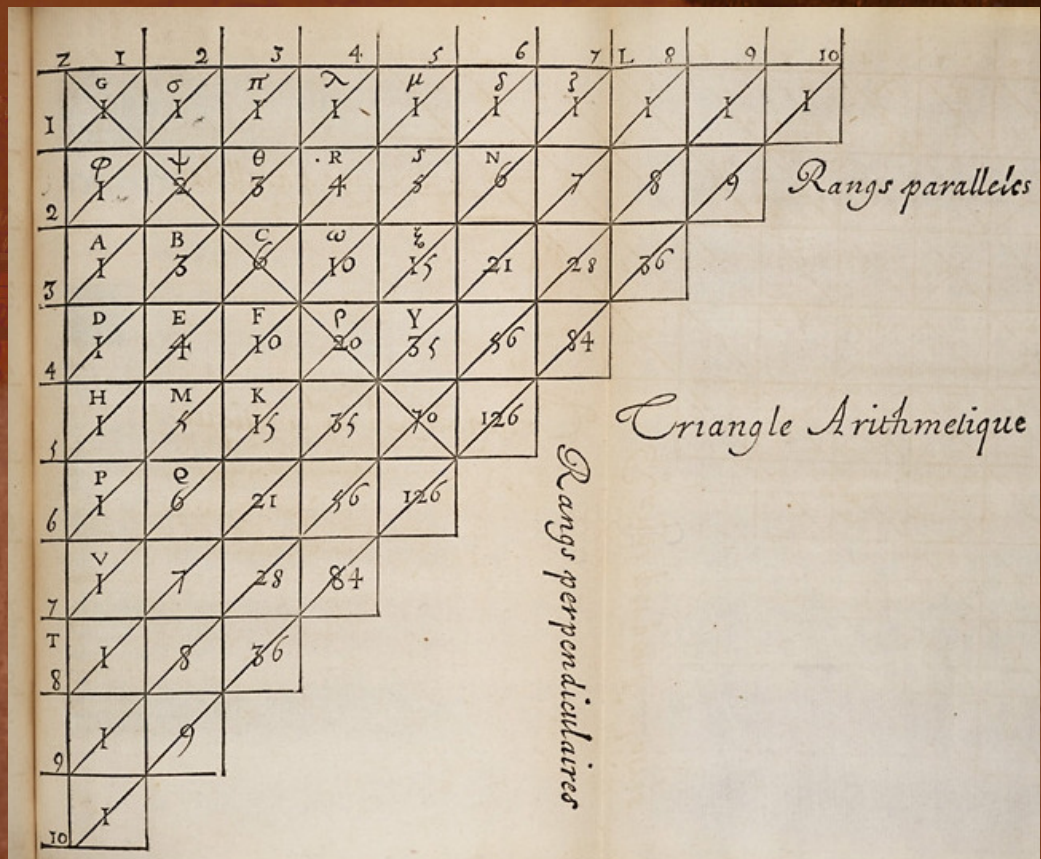 Z 1 2 3 4 5 6 7 L 8 9 10
G σ π λ μ δ ζ
1 1 1 1 1 1 1 1 1 1 1
φ ψ θ R S N
2 1 2 3 4 5 6 7 8 9
Rangs paralleles
A B C ω ξ
3 1 3 6 10 15 21 28 36
D E F ρ Y
4 1 4 10 20 35 56 84
H M K
5 1 5 15 35 70 126
Triangle Arithmetique
P Q
6 1 6 21 56 126
V
7 1 7 28 84
T
8 1 8 36
9 1 9
10 1
Rangs perpendiculaires